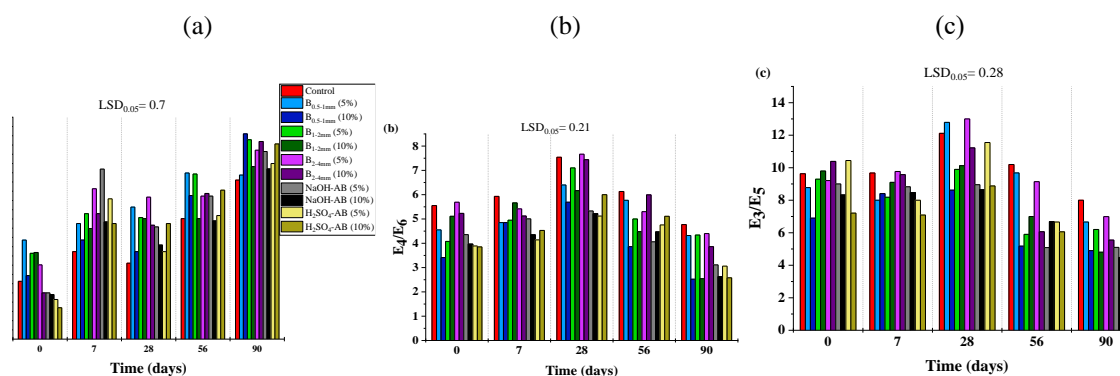 (a)
(b)
(c)
LSD0.05= 0.7
Control
B0.5-1mm (5%)
B0.5-1mm (10%)
B1-2mm (5%)
B1-2mm (10%)
B2-4mm (5%)
B2-4mm (10%)
NaOH-AB (5%)
NaOH-AB (10%)
H2SO4-AB (5%)
H2SO4-AB (10%)
0 7 28 56 90
Time (days)
(b)
LSD0.05= 0.21
E4/E6
8
7
6
5
4
3
2
1
0
0 7 28 56 90
Time (days)
(c)
LSD0.05= 0.28
E3/E5
14
12
10
8
6
4
2
0
0 7 28 56 90
Time (days)